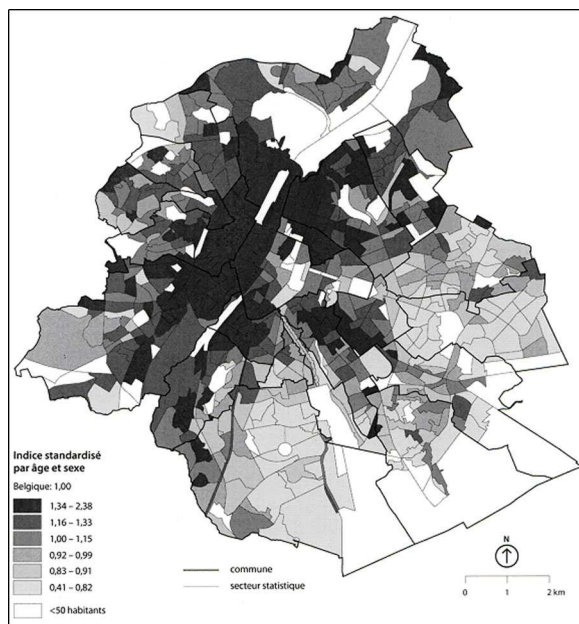 Indice standardisé
par âge et sexe
Belgique: 1,00
1,34 – 2,38
1,16 – 1,33
1,00 – 1,15
0,92 – 0,99
0,83 – 0,91
0,41 – 0,82
<50 habitants
commune
secteur statistique
N
0 1 2 km